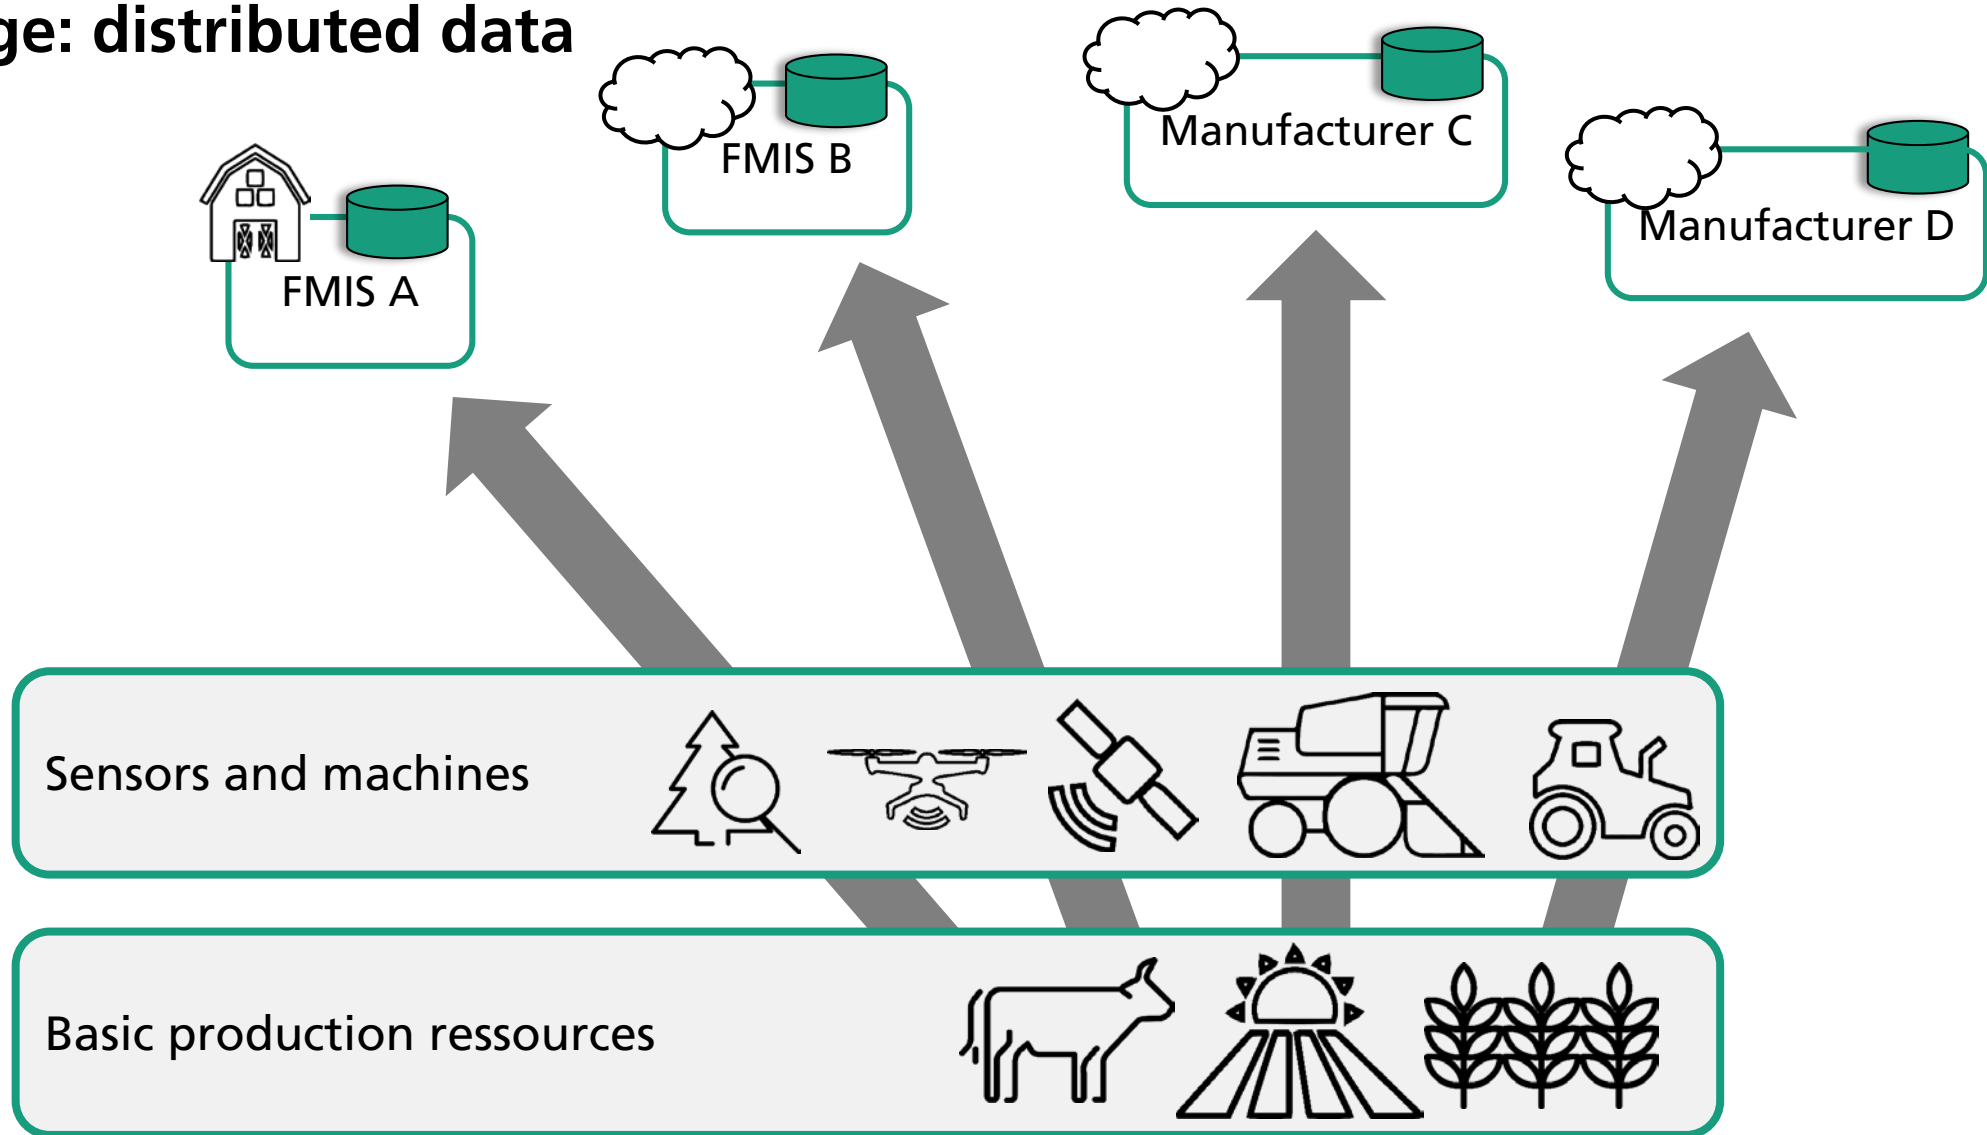 ge: distributed data
FMIS A
FMIS B
Manufacturer C
Manufacturer D
Sensors and machines
Basic production ressources